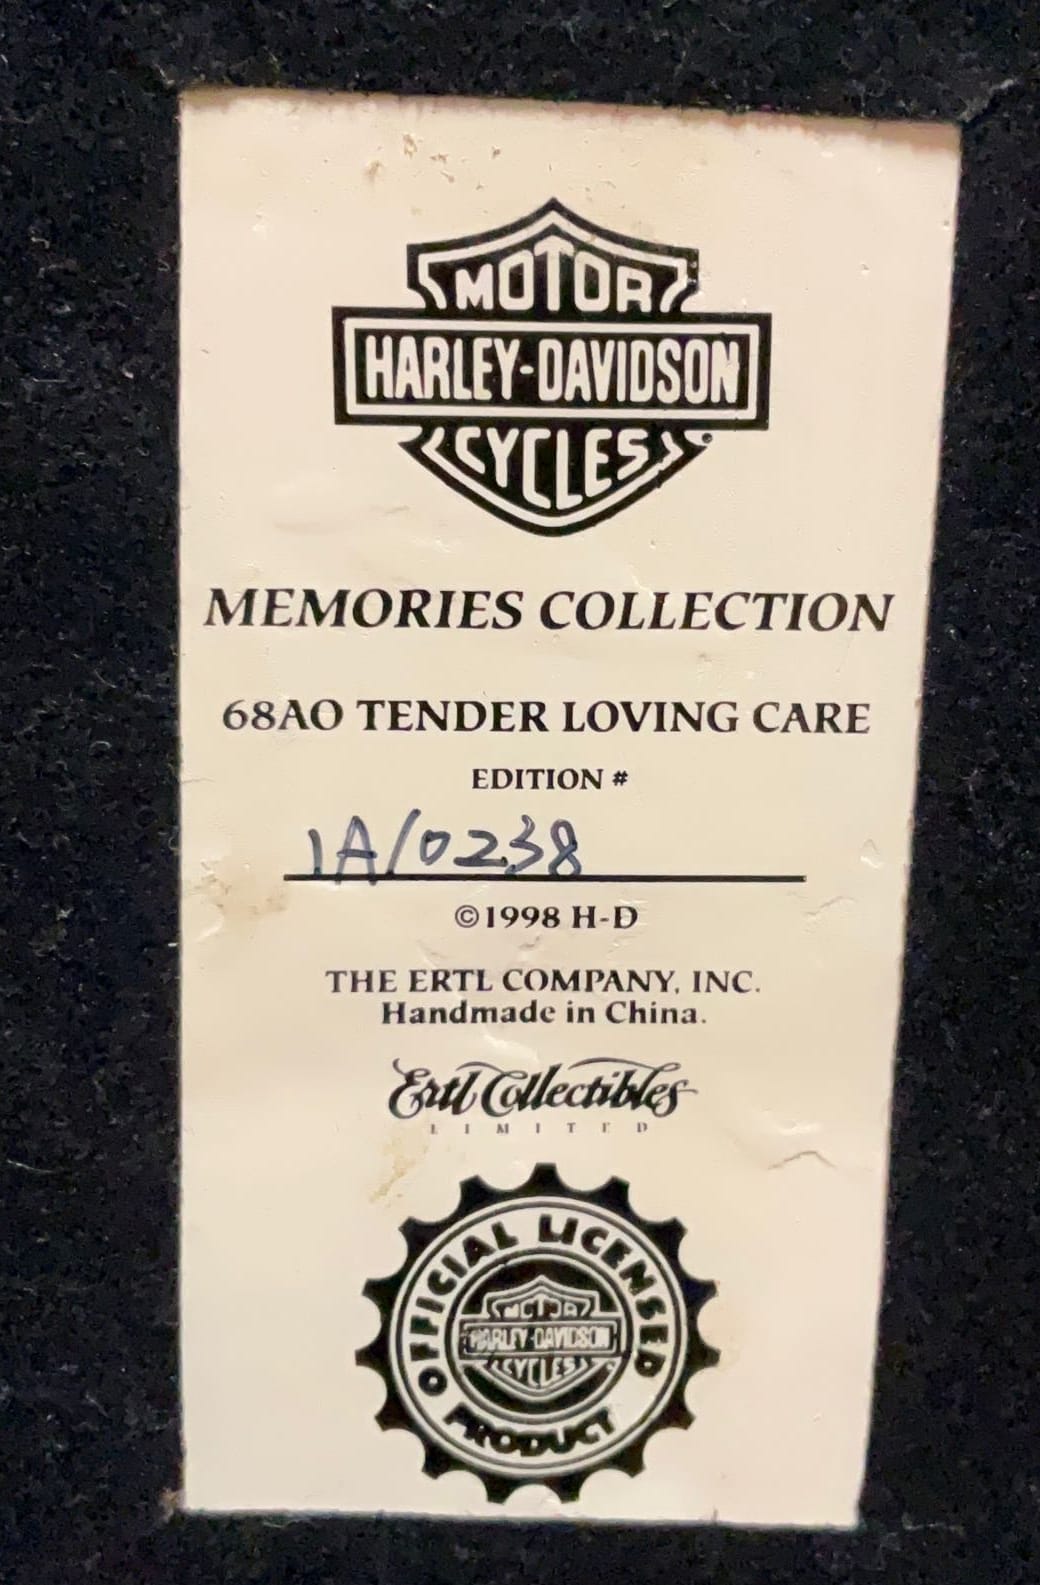 MOTOR
HARLEY-DAVIDSON
CYCLES
MEMORIES COLLECTION
68AO TENDER LOVING CARE
EDITION #
1A/0238
©1998 H-D
THE ERTL COMPANY, INC.
Handmade in China.
Ertl Collectibles
LIMITED
OFFICIAL LICENSED
MOTOR
HARLEY-DAVIDSON
CYCLES
PRODUCT